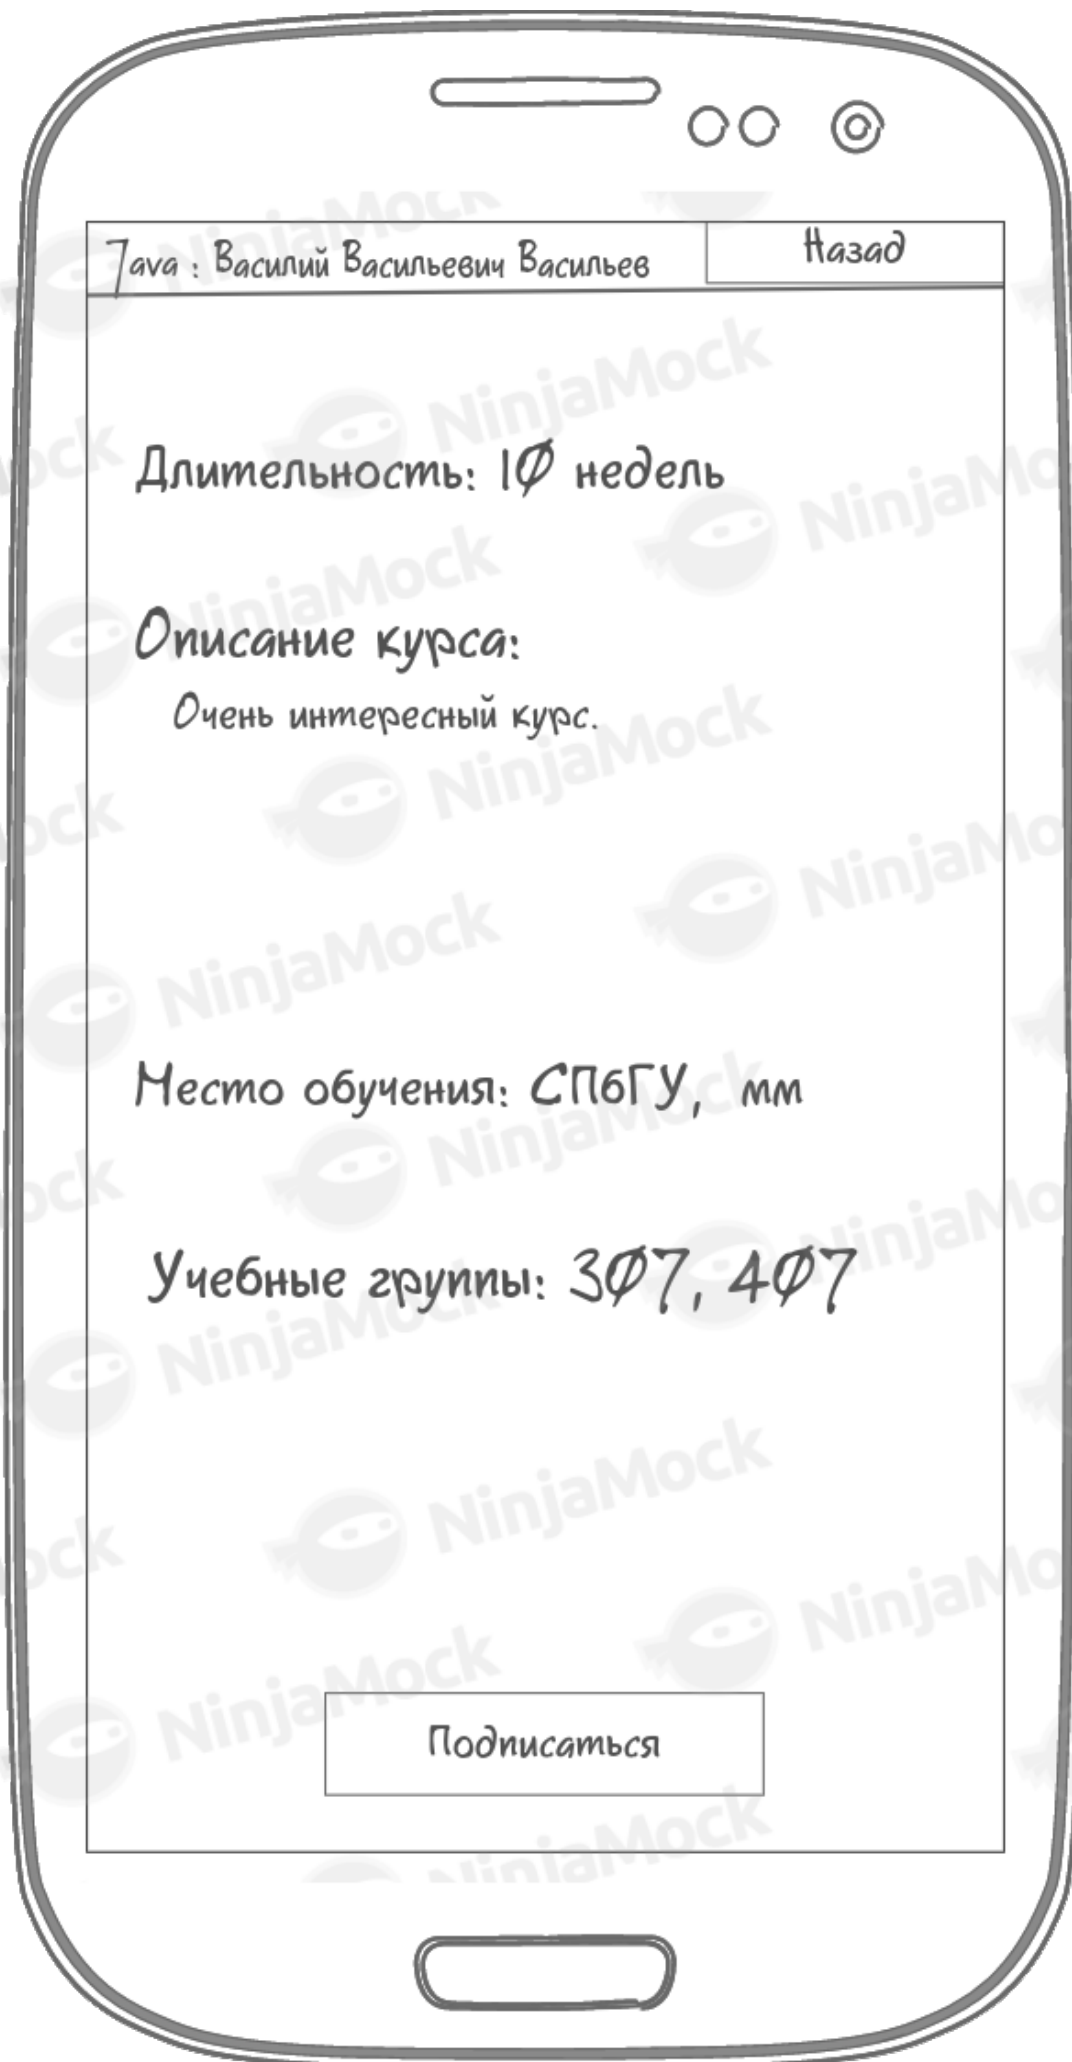 Java : Василий Васильевич Васильев
Назад
Длительность: 10 недель
Описание курса:
Очень интересный курс.
Место обучения: СПбГУ, мм
Учебные группы: 307, 407
Подписаться
NinjaMock